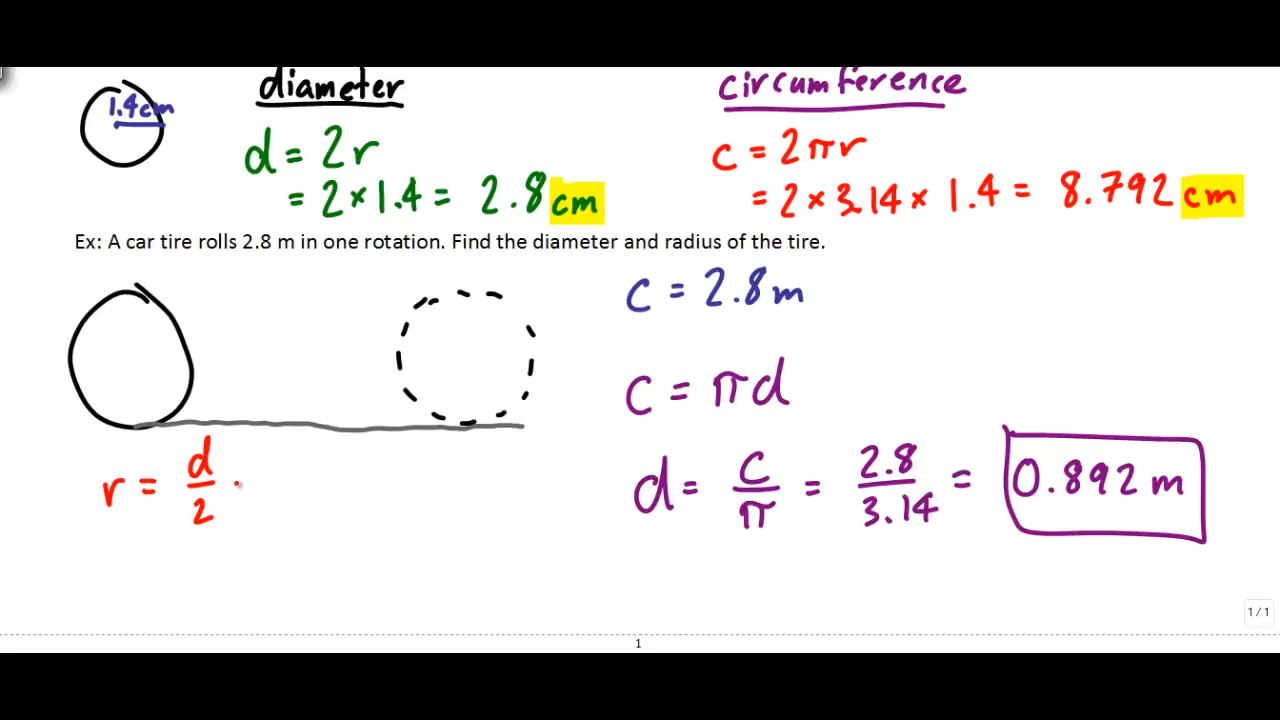 1.4cm
diameter
circumference
d = 2r
= 2 × 1.4 = 2.8 cm
c = 2πr
= 2 × 3.14 × 1.4 = 8.792 cm
Ex: A car tire rolls 2.8 m in one rotation. Find the diameter and radius of the tire.
c = 2.8m
c = πd
r = d/2
d = c/π = 2.8/3.14 = 0.892 m
1 / 1
1